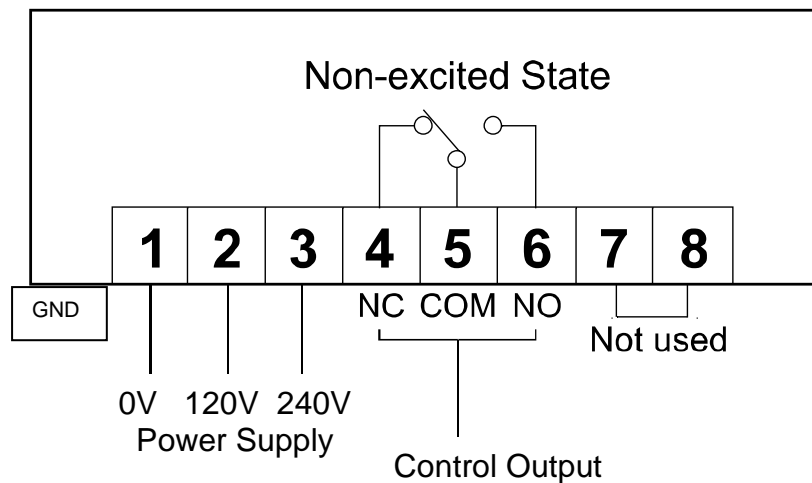 Non-excited State
1 2 3 4 5 6 7 8
GND
NC COM NO
Not used
0V 120V 240V
Power Supply
Control Output